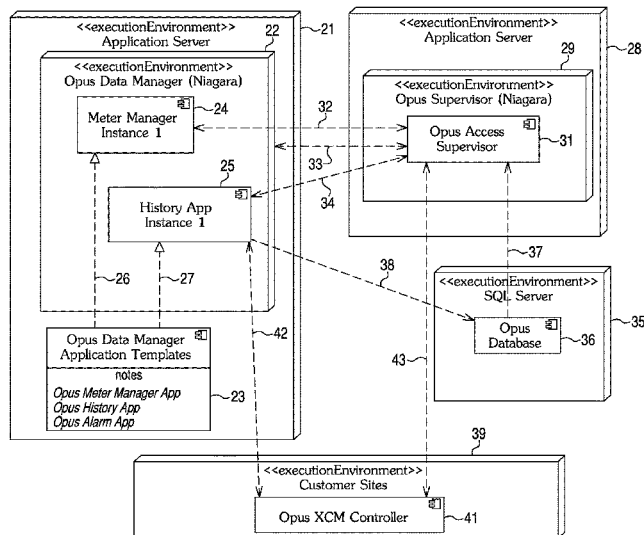 <<executionEnvironment>>
Application Server
21
22
<<executionEnvironment>>
Opus Data Manager (Niagara)
24
Meter Manager
Instance 1
25
History App
Instance 1
26
27
Opus Data Manager
Application Templates
notes
Opus Meter Manager App
Opus History App
Opus Alarm App
23
32
33
34
<<executionEnvironment>>
Application Server
28
29
<<executionEnvironment>>
Opus Supervisor (Niagara)
Opus Access
Supervisor
31
37
38
<<executionEnvironment>>
SQL Server
35
Opus
Database
36
42
43
39
<<executionEnvironment>>
Customer Sites
Opus XCM Controller
41